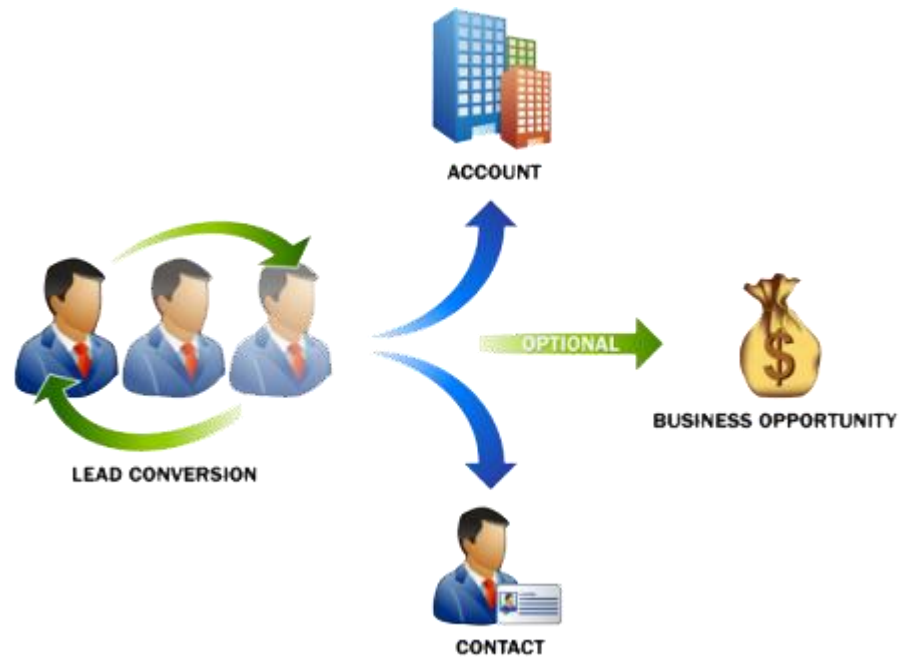 ACCOUNT
OPTIONAL
$
BUSINESS OPPORTUNITY
LEAD CONVERSION
CONTACT